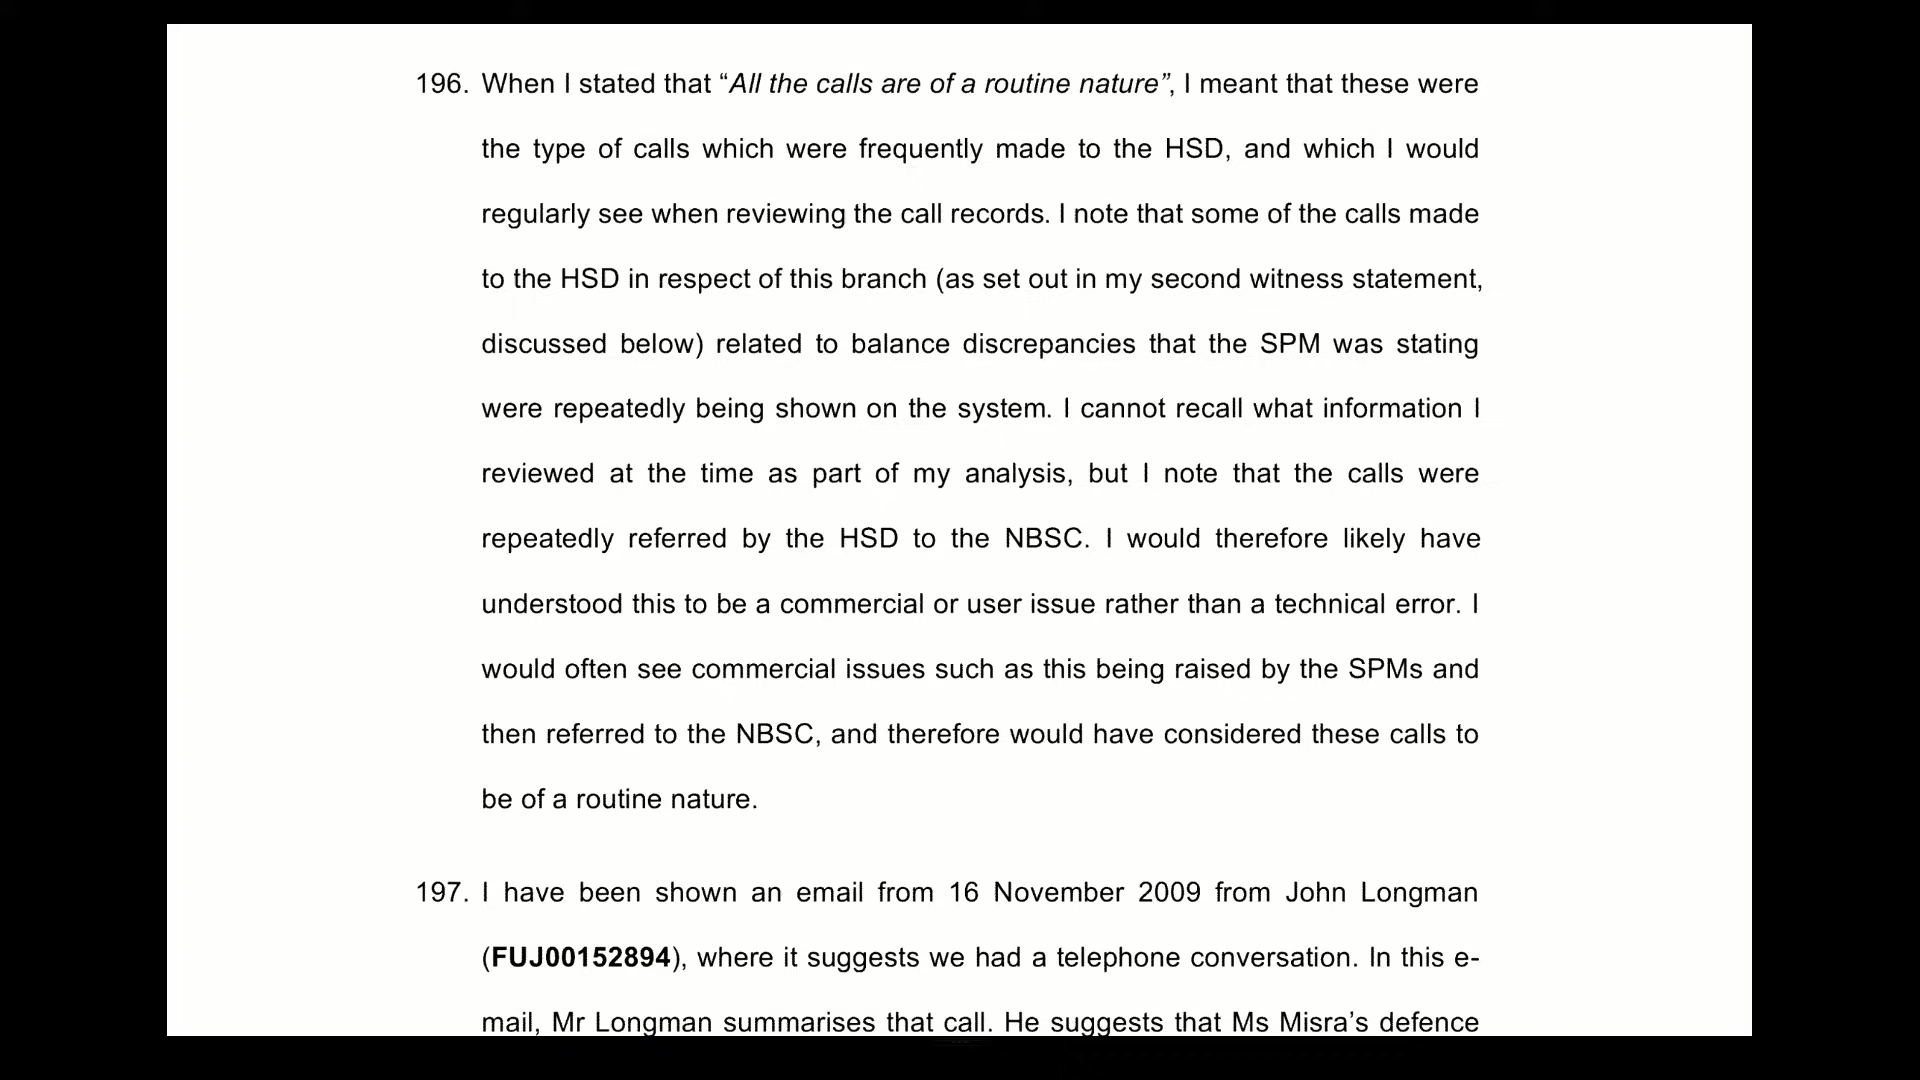 196. When I stated that “All the calls are of a routine nature”, I meant that these were
the type of calls which were frequently made to the HSD, and which I would
regularly see when reviewing the call records. I note that some of the calls made
to the HSD in respect of this branch (as set out in my second witness statement,
discussed below) related to balance discrepancies that the SPM was stating
were repeatedly being shown on the system. I cannot recall what information I
reviewed at the time as part of my analysis, but I note that the calls were
repeatedly referred by the HSD to the NBSC. I would therefore likely have
understood this to be a commercial or user issue rather than a technical error. I
would often see commercial issues such as this being raised by the SPMs and
then referred to the NBSC, and therefore would have considered these calls to
be of a routine nature.
197. I have been shown an email from 16 November 2009 from John Longman
(FUJ00152894), where it suggests we had a telephone conversation. In this e-
mail, Mr Longman summarises that call. He suggests that Ms Misra’s defence